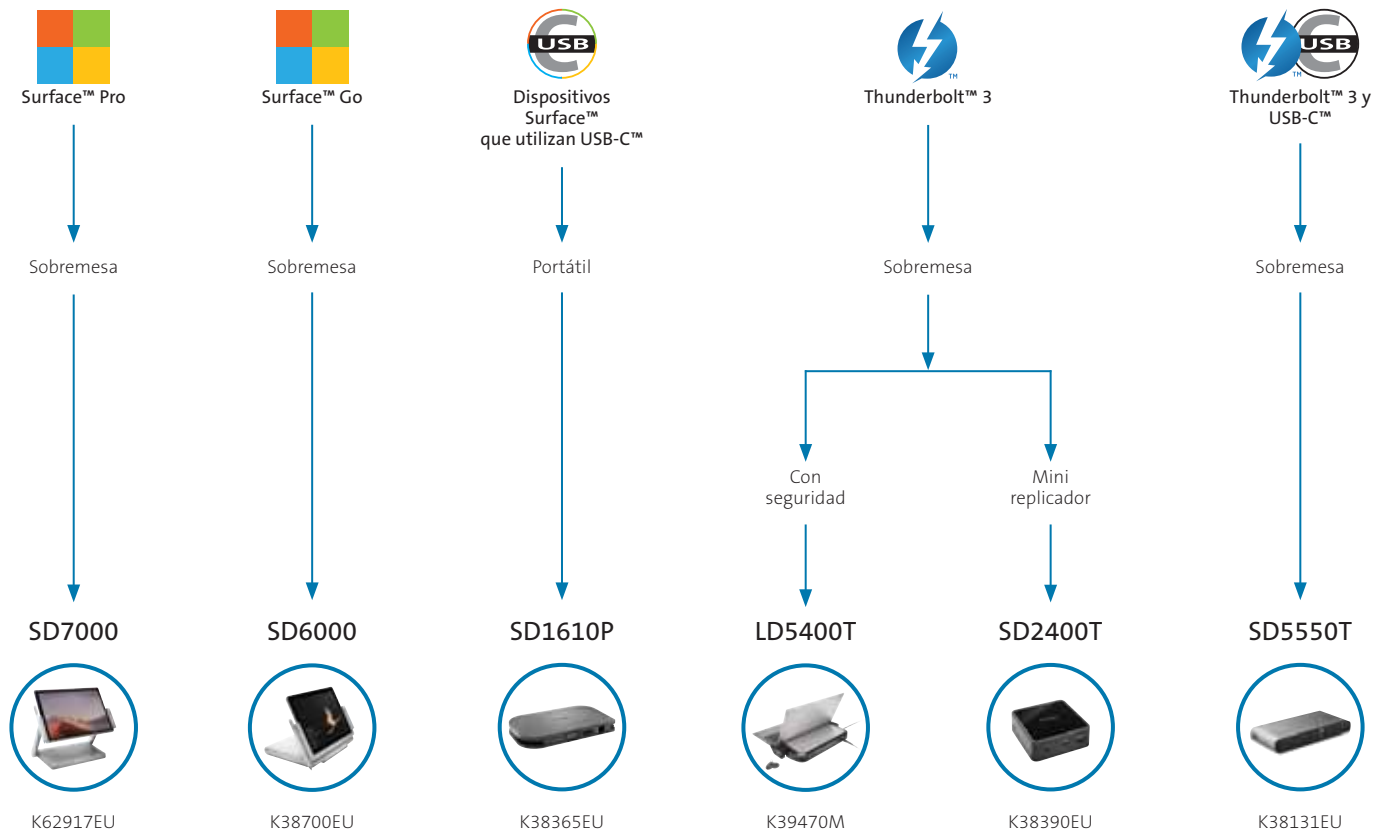 USB
USB
Surface™ Pro
Surface™ Go
Dispositivos
Surface™
que utilizan USB-C™
Thunderbolt™ 3
TM
Thunderbolt™ 3 y
USB-C™
TM
Sobremesa
Sobremesa
Portátil
Sobremesa
Sobremesa
Con
seguridad
Mini
replicador
SD7000
SD6000
SD1610P
LD5400T
SD2400T
SD5550T
K62917EU
K38700EU
K38365EU
K39470M
K38390EU
K38131EU